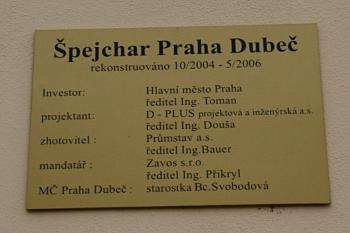 Špejchar Praha Dubeč
rekonstruováno 10/2004 - 5/2006
Investor: Hlavní město Praha
ředitel Ing. Toman
projektant: D - PLUS projektová a inženýrská a.s.
ředitel Ing. Douša
zhotovitel : Průmstav a.s.
ředitel Ing.Bauer
mandatář : Zavos s.r.o.
ředitel Ing. Přikryl
MČ Praha Dubeč : starostka Bc.Svobodová